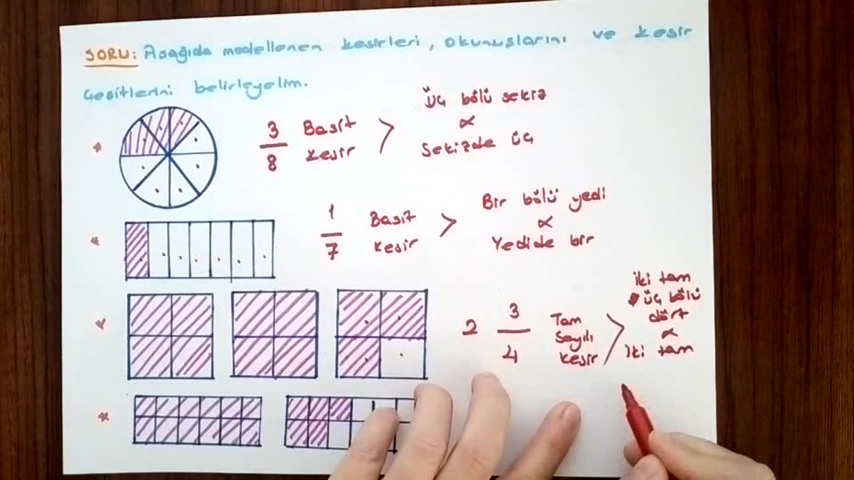 SORU: Aşağıda modellenen kesirleri, okunuşlarını ve kesir
çeşitlerini belirleyelim.
3/8 Basit kesir > üç bölü sekiz
∝
Sekizde üç
1/7 Basit kesir > Bir bölü yedi
∝
Yedide bir
2 3/4 Tam Sayılı kesir > iki tam
üç bölü
dört
∝
iki tam